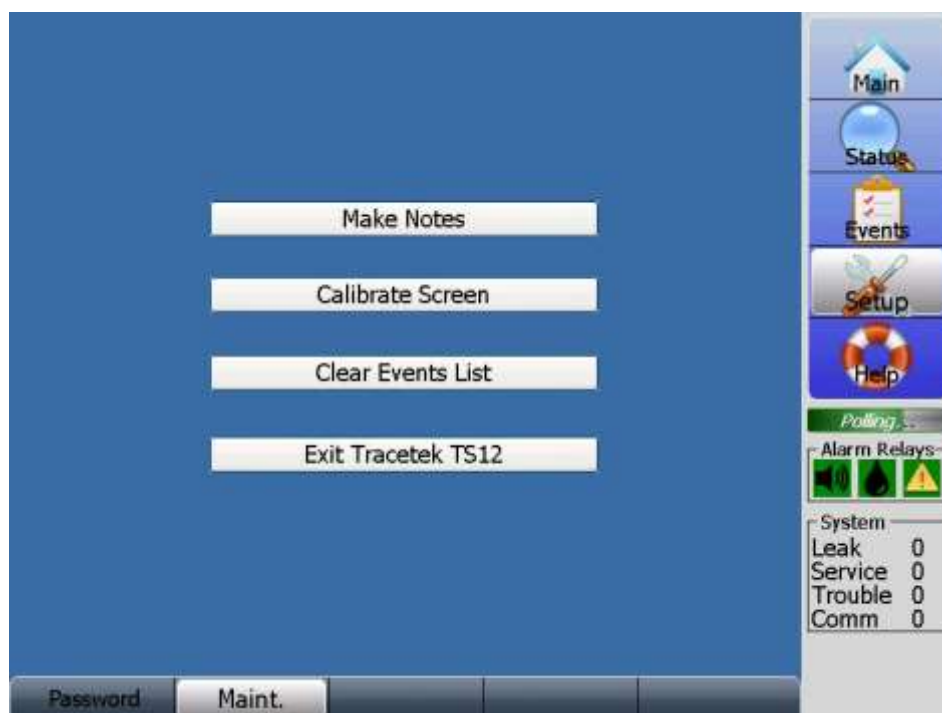 Make Notes
Calibrate Screen
Clear Events List
Exit Tracetek TS12
Main
Status
Events
Setup
Help
Polling...
Alarm Relays
System
Leak 0
Service 0
Trouble 0
Comm 0
Password
Maint.